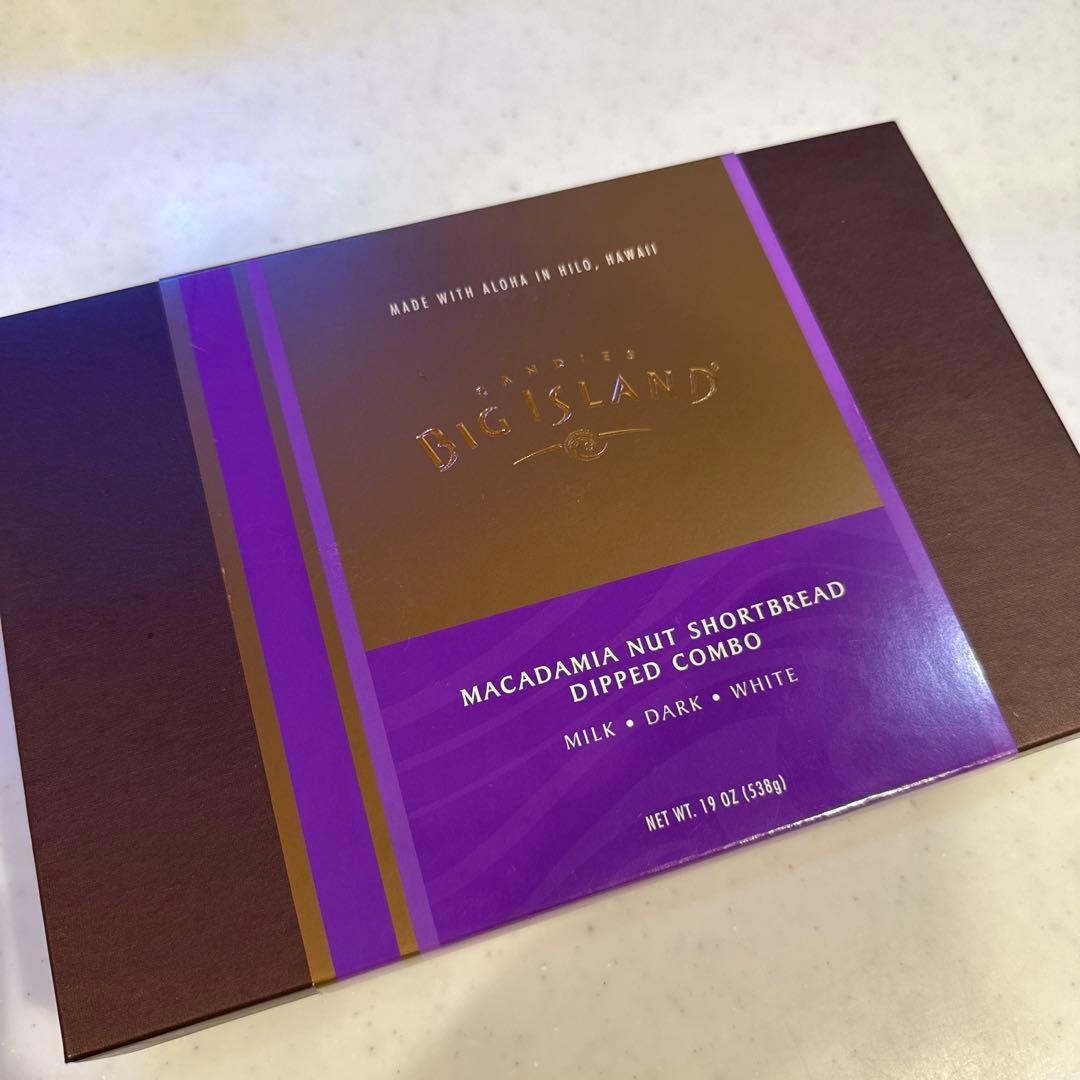 MADE WITH ALOHA IN HILO, HAWAII
CANDIES
BIG ISLAND®
MACADAMIA NUT SHORTBREAD
DIPPED COMBO
MILK • DARK • WHITE
NET WT. 19 OZ (538g)